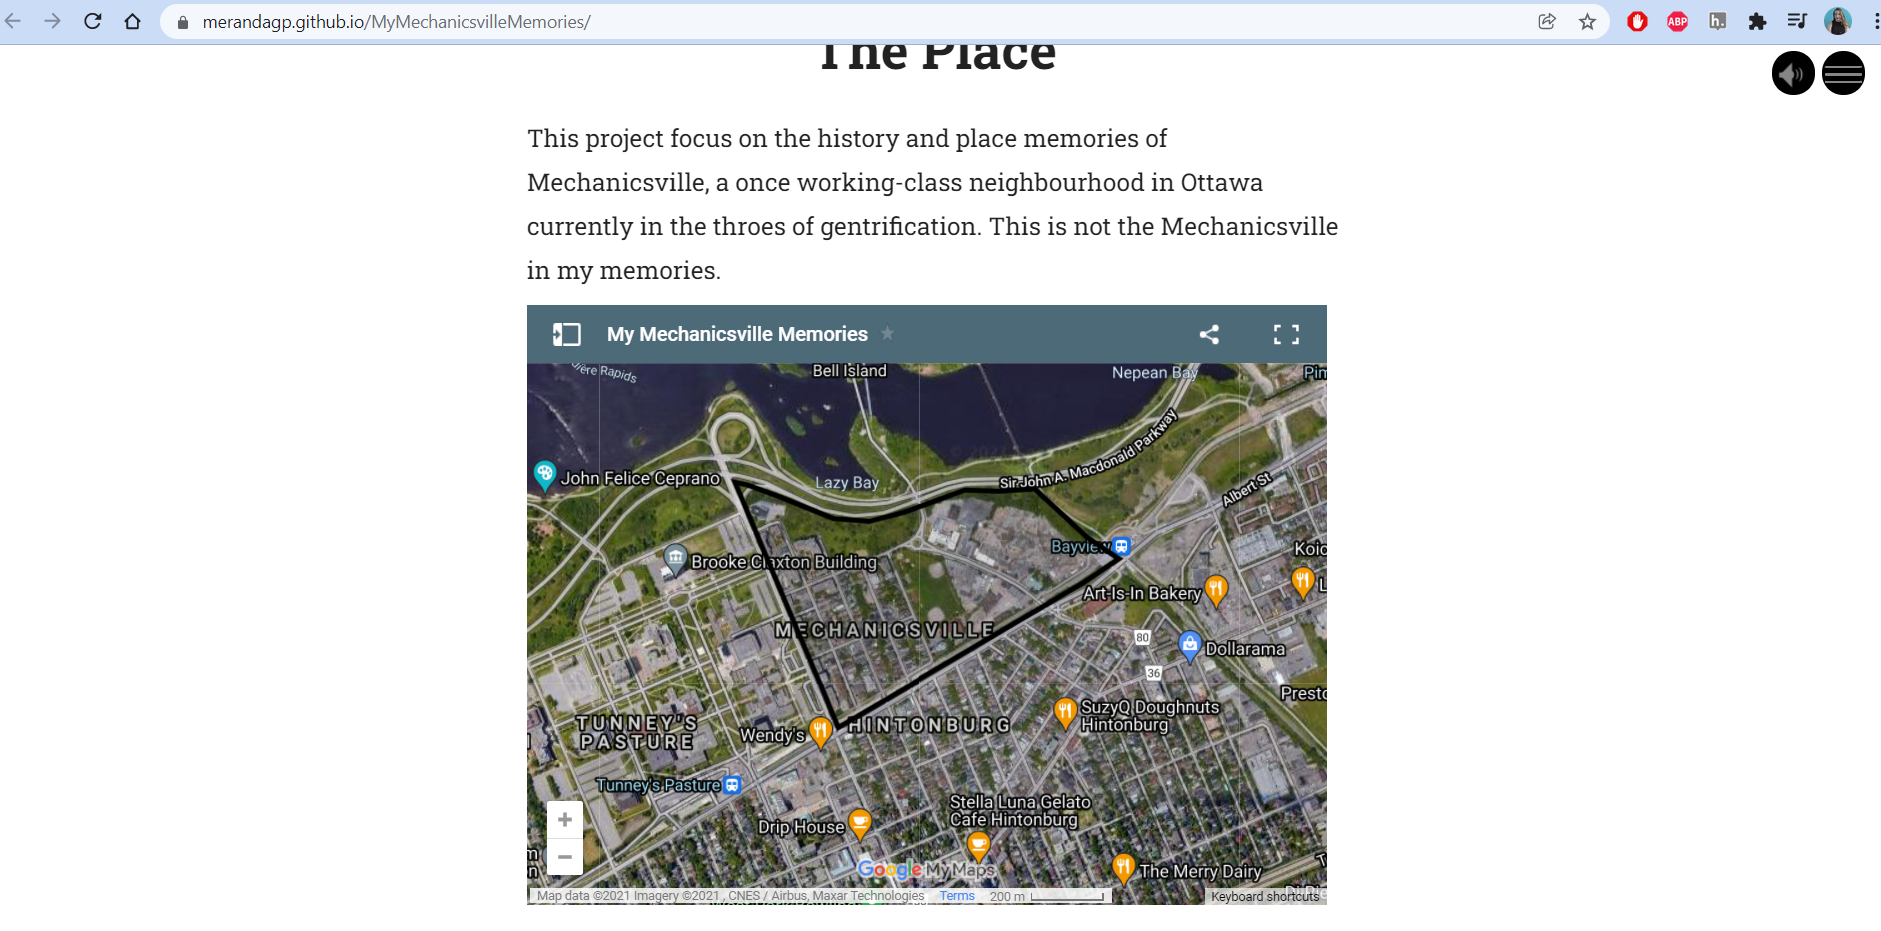 merandagp.github.io/MyMechanicsvilleMemories/
ABP
h.
The Place
This project focus on the history and place memories of
Mechanicsville, a once working-class neighbourhood in Ottawa
currently in the throes of gentrification. This is not the Mechanicsville
in my memories.
My Mechanicsville Memories
ère Rapids
Bell Island
Nepean Bay
Pim
Sir John A. Macdonald Parkway
John Felice Ceprano
Lazy Bay
Albert St
Bayview
Koic
Brooke Claxton Building
L
Art-Is-In Bakery
MECHANICSVILLE
80
Dollarama
36
Presto
SuzyQ Doughnuts
Hintonburg
TUNNEY'S
PASTURE
Wendy's
HINTONBURG
Tunney's Pasture
Stella Luna Gelato
Cafe Hintonburg
Drip House
+
−
Google My Maps
The Merry Dairy
Map data ©2021 Imagery ©2021 , CNES / Airbus, Maxar Technologies
Terms
200 m
Keyboard shortcuts